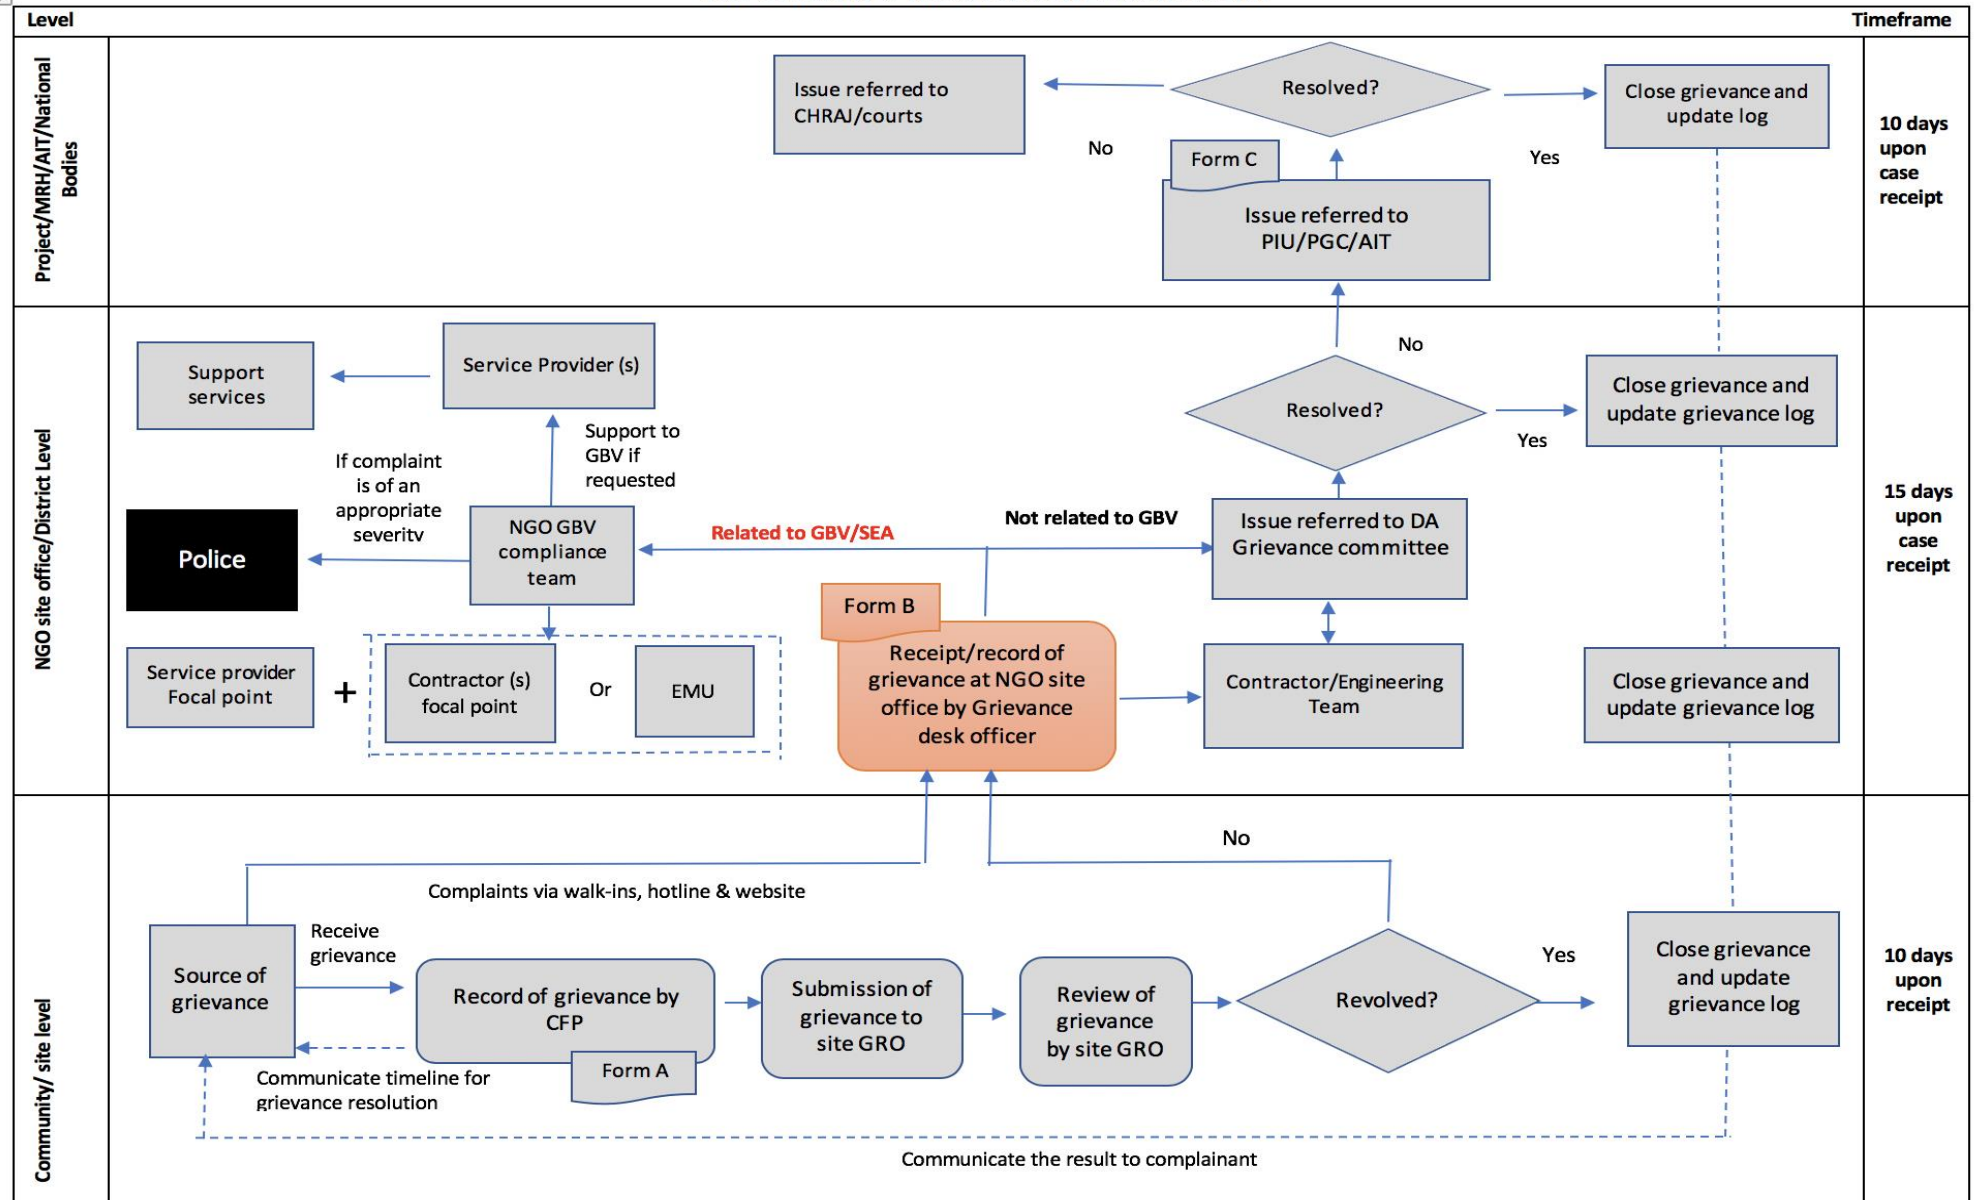 Level
Timeframe
Project/MRH/AIT/National
Bodies
Issue referred to
CHRAJ/courts
No
Resolved?
Yes
Close grievance and
update log
Form C
Issue referred to
PIU/PGC/AIT
10 days
upon
case
receipt
NGO site office/District Level
Support
services
Service Provider (s)
Support to
GBV if
requested
If complaint
is of an
appropriate
severity
Police
NGO GBV
compliance
team
Related to GBV/SEA
Not related to GBV
No
Resolved?
Yes
Close grievance and
update grievance log
Issue referred to DA
Grievance committee
Form B
Receipt/record of
grievance at NGO site
office by Grievance
desk officer
Contractor/Engineering
Team
Close grievance and
update grievance log
Service provider
Focal point
+
Contractor (s)
focal point
Or
EMU
15 days
upon
case
receipt
Community/ site level
No
Complaints via walk-ins, hotline & website
Source of
grievance
Receive
grievance
Record of grievance by
CFP
Form A
Communicate timeline for
grievance resolution
Submission of
grievance to
site GRO
Review of
grievance
by site GRO
Revolved?
Yes
Close grievance
and update
grievance log
Communicate the result to complainant
10 days
upon
receipt